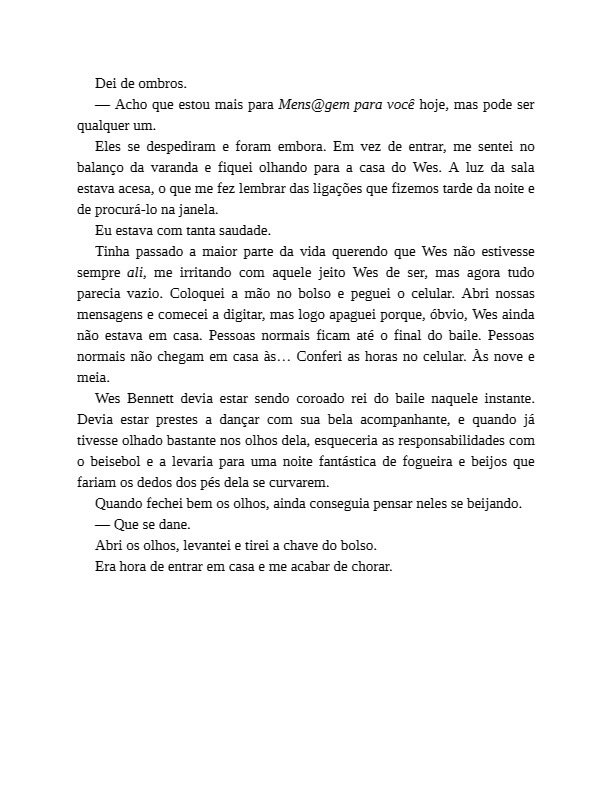 Dei de ombros.
— Acho que estou mais para Mens@gem para você hoje, mas pode ser
qualquer um.
Eles se despediram e foram embora. Em vez de entrar, me sentei no
balanço da varanda e fiquei olhando para a casa do Wes. A luz da sala
estava acesa, o que me fez lembrar das ligações que fizemos tarde da noite e
de procurá-lo na janela.
Eu estava com tanta saudade.
Tinha passado a maior parte da vida querendo que Wes não estivesse
sempre ali, me irritando com aquele jeito Wes de ser, mas agora tudo
parecia vazio. Coloquei a mão no bolso e peguei o celular. Abri nossas
mensagens e comecei a digitar, mas logo apaguei porque, óbvio, Wes ainda
não estava em casa. Pessoas normais ficam até o final do baile. Pessoas
normais não chegam em casa às… Conferi as horas no celular. Às nove e
meia.
Wes Bennett devia estar sendo coroado rei do baile naquele instante.
Devia estar prestes a dançar com sua bela acompanhante, e quando já
tivesse olhado bastante nos olhos dela, esqueceria as responsabilidades com
o beisebol e a levaria para uma noite fantástica de fogueira e beijos que
fariam os dedos dos pés dela se curvarem.
Quando fechei bem os olhos, ainda conseguia pensar neles se beijando.
— Que se dane.
Abri os olhos, levantei e tirei a chave do bolso.
Era hora de entrar em casa e me acabar de chorar.